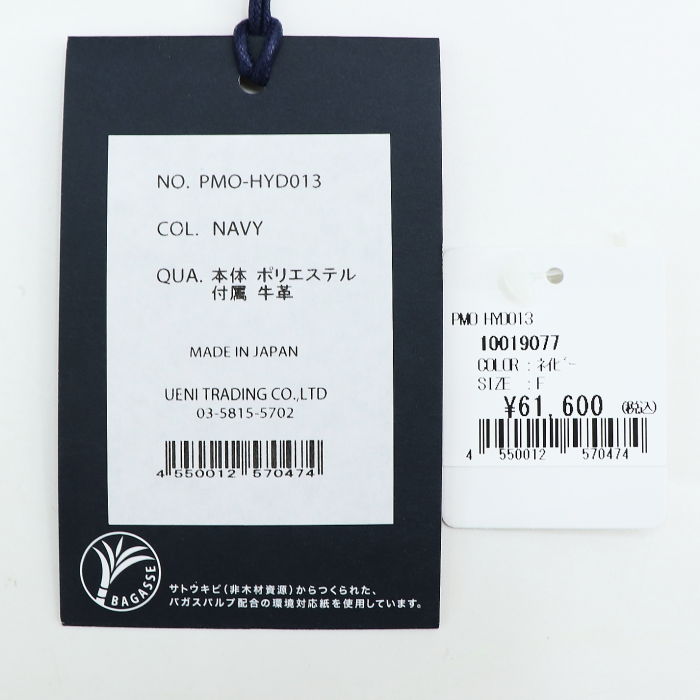 NO. PMO-HYD013
COL. NAVY
QUA. 本体 ポリエステル
付属 牛革
MADE IN JAPAN
UENI TRADING CO.,LTD
03-5815-5702
4 550012 570474
BAGASSE
サトウキビ(非木材資源)からつくられた、
バガスパルプ配合の環境対応紙を使用しています。
PMO HYD013
10019077
COLOR :ネイビー
SIZE :F
¥61,600 (税込)
4 550012 570474